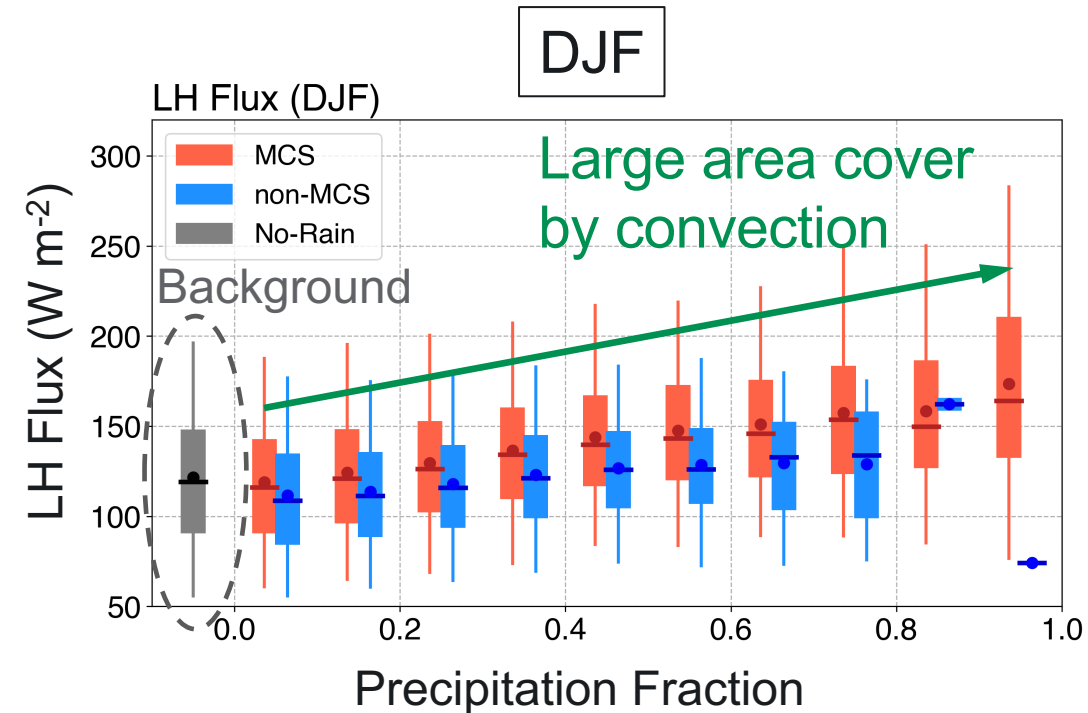 DJF
LH Flux (DJF)
MCS
non-MCS
No-Rain
Large area cover
by convection
Background
LH Flux (W m-2)
300
250
200
150
100
50
0.0 0.2 0.4 0.6 0.8 1.0
Precipitation Fraction